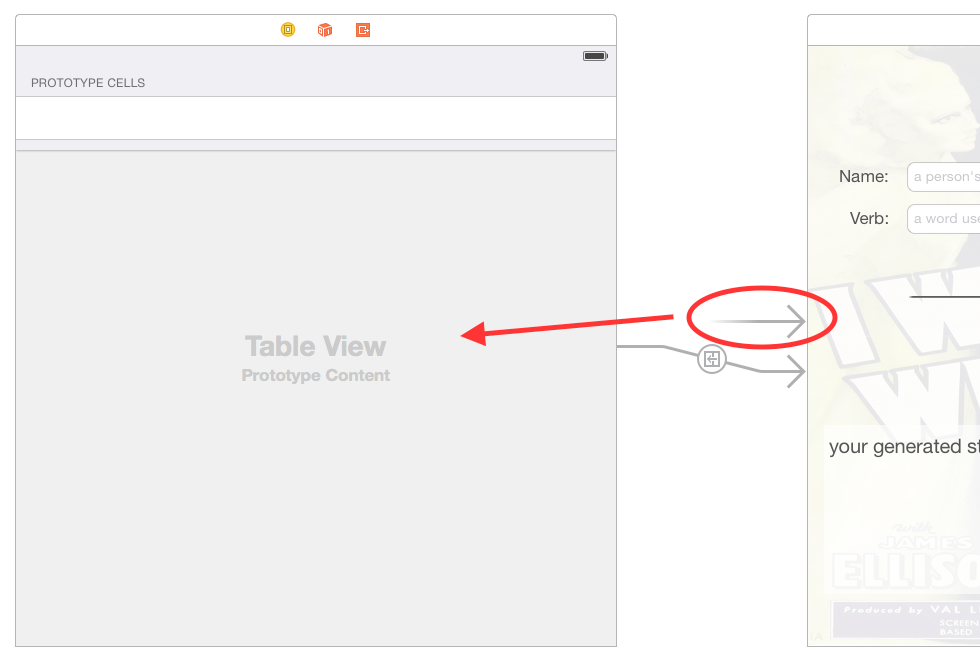 PROTOTYPE CELLS
Table View
Prototype Content
Name:
a person's
Verb:
a word use
I W
W
your generated st
with
JAMES
ELLISO
Produced by VAL L
SCREEN
BASED